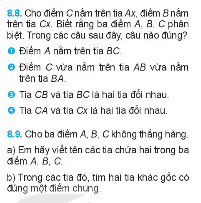 8.8. Cho điểm C nằm trên tia Ax, điểm B nằm
trên tia Cx. Biết rằng ba điểm A, B, C phân
biệt. Trong các câu sau đây, câu nào đúng?
1 Điểm A nằm trên tia BC.
2 Điểm C vừa nằm trên tia AB vừa nằm
trên tia BA.
3 Tia CB và tia BC là hai tia đối nhau.
4 Tia CA và tia Cx là hai tia đối nhau.
8.9. Cho ba điểm A, B, C không thẳng hàng.
a) Em hãy viết tên các tia chứa hai trong ba
điểm A, B, C.
b) Trong các tia đó, tìm hai tia khác gốc có
đúng một điểm chung.